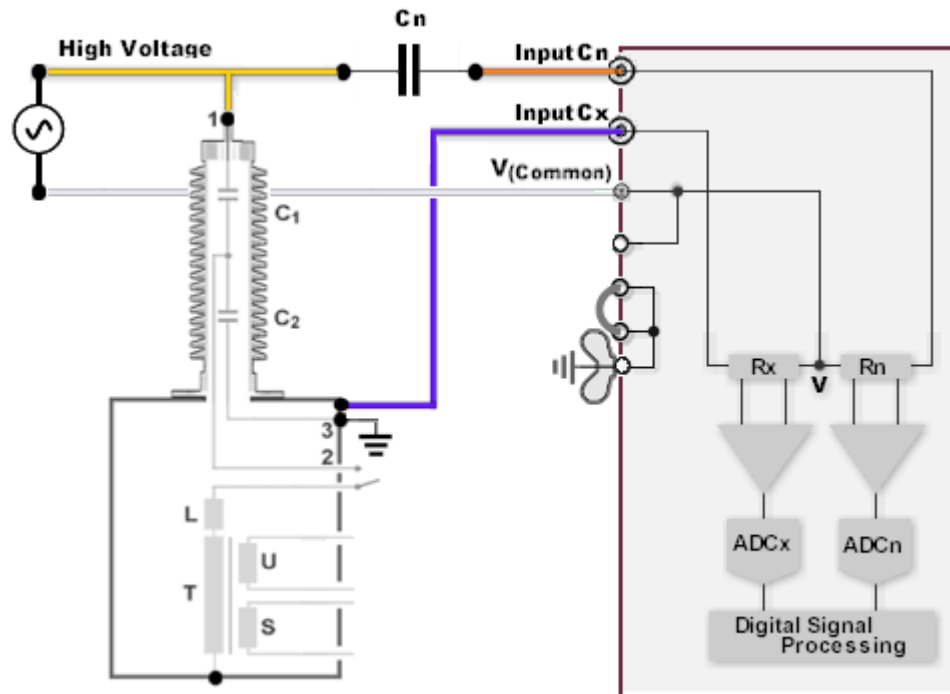 Cn
High Voltage
Input Cn
Input Cx
1
V(Common)
C1
C2
Rx
V
Rn
3
2
L
U
T
S
ADCx
ADCn
Digital Signal
Processing